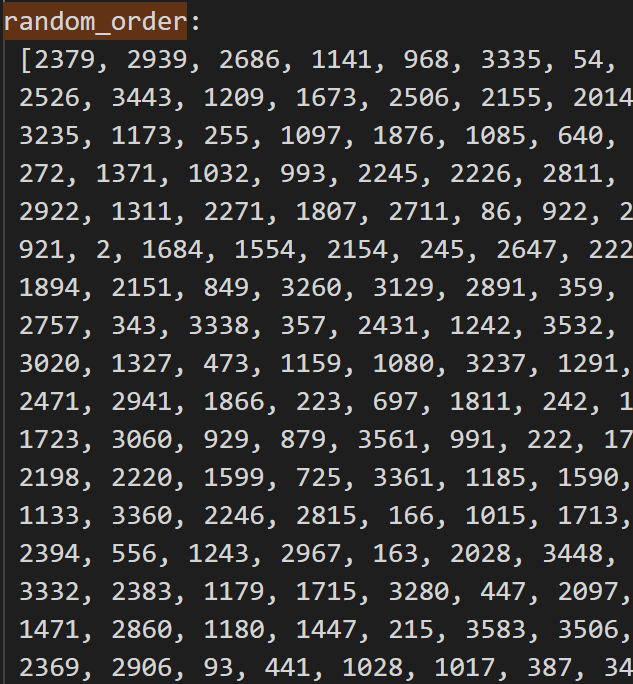 random_order:
[2379, 2939, 2686, 1141, 968, 3335, 54,
2526, 3443, 1209, 1673, 2506, 2155, 2014
3235, 1173, 255, 1097, 1876, 1085, 640,
272, 1371, 1032, 993, 2245, 2226, 2811,
2922, 1311, 2271, 1807, 2711, 86, 922, 2
921, 2, 1684, 1554, 2154, 245, 2647, 222
1894, 2151, 849, 3260, 3129, 2891, 359,
2757, 343, 3338, 357, 2431, 1242, 3532,
3020, 1327, 473, 1159, 1080, 3237, 1291,
2471, 2941, 1866, 223, 697, 1811, 242, 1
1723, 3060, 929, 879, 3561, 991, 222, 17
2198, 2220, 1599, 725, 3361, 1185, 1590,
1133, 3360, 2246, 2815, 166, 1015, 1713,
2394, 556, 1243, 2967, 163, 2028, 3448,
3332, 2383, 1179, 1715, 3280, 447, 2097,
1471, 2860, 1180, 1447, 215, 3583, 3506,
2369, 2906, 93, 441, 1028, 1017, 387, 34